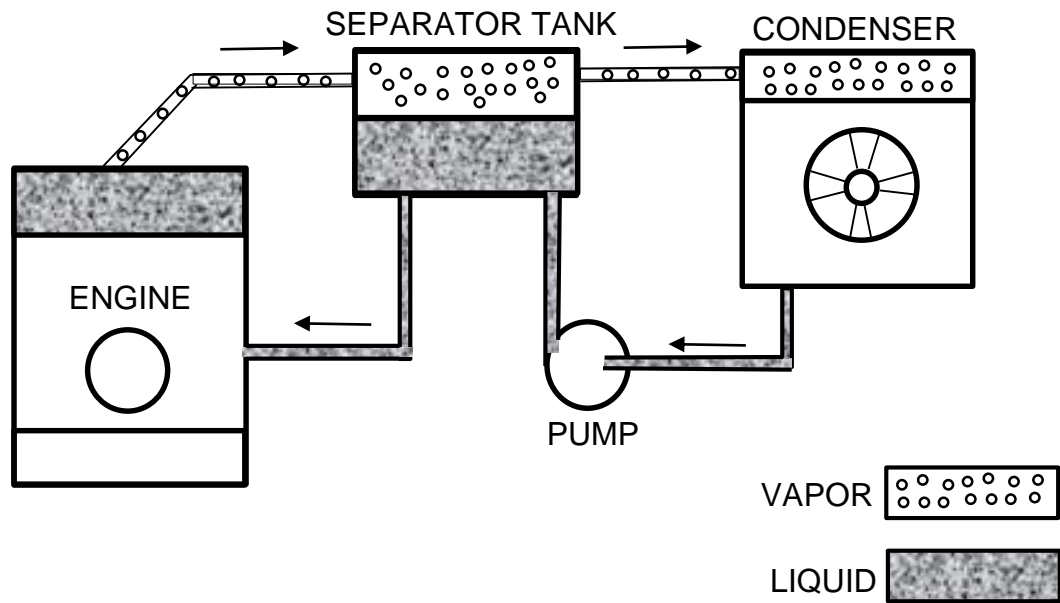 SEPARATOR TANK
CONDENSER
ENGINE
PUMP
VAPOR
LIQUID